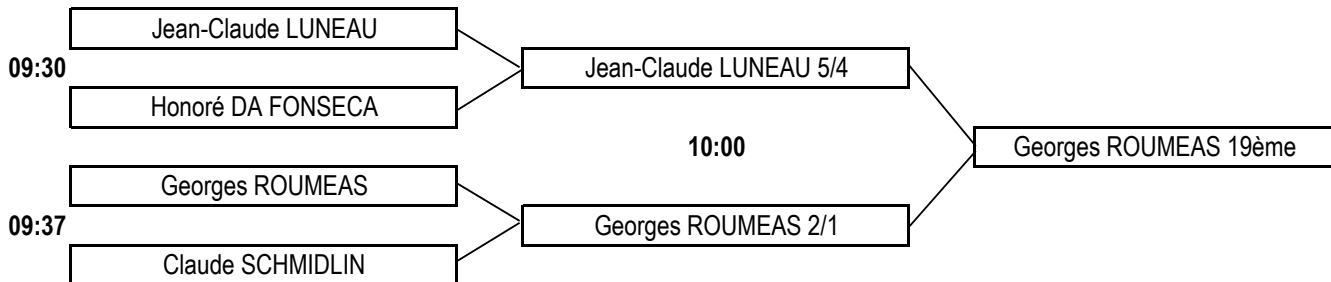 Jean-Claude LUNEAU
09:30
Jean-Claude LUNEAU 5/4
Honoré DA FONSECA
10:00
Georges ROUMEAS 19ème
Georges ROUMEAS
09:37
Georges ROUMEAS 2/1
Claude SCHMIDLIN